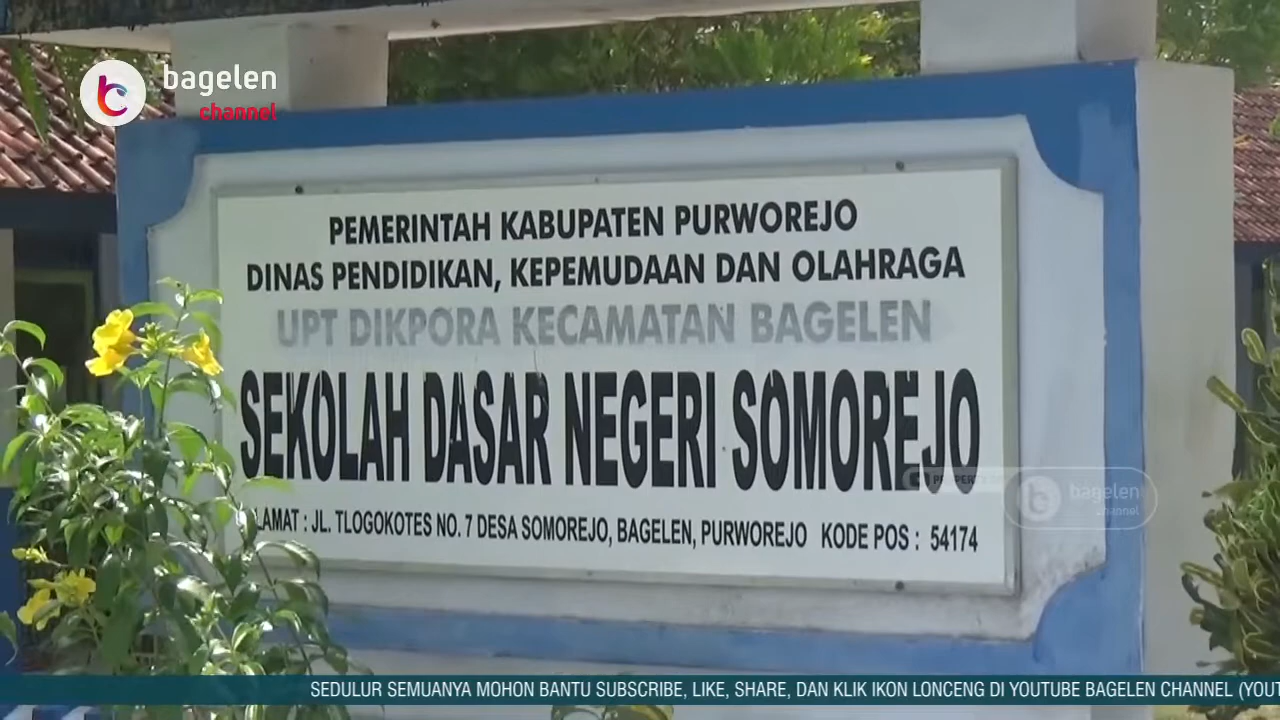 bagelen
channel
PEMERINTAH KABUPATEN PURWOREJO
DINAS PENDIDIKAN, KEPEMUDAAN DAN OLAHRAGA
UPT DIKPORA KECAMATAN BAGELEN
SEKOLAH DASAR NEGERI SOMOREJO
LAMAT : JL. TLOGOKOTES NO. 7 DESA SOMOREJO, BAGELEN, PURWOREJO KODE POS : 54174
bagelen
channel
SEDULUR SEMUANYA MOHON BANTU SUBSCRIBE, LIKE, SHARE, DAN KLIK IKON LONCENG DI YOUTUBE BAGELEN CHANNEL (YOUT